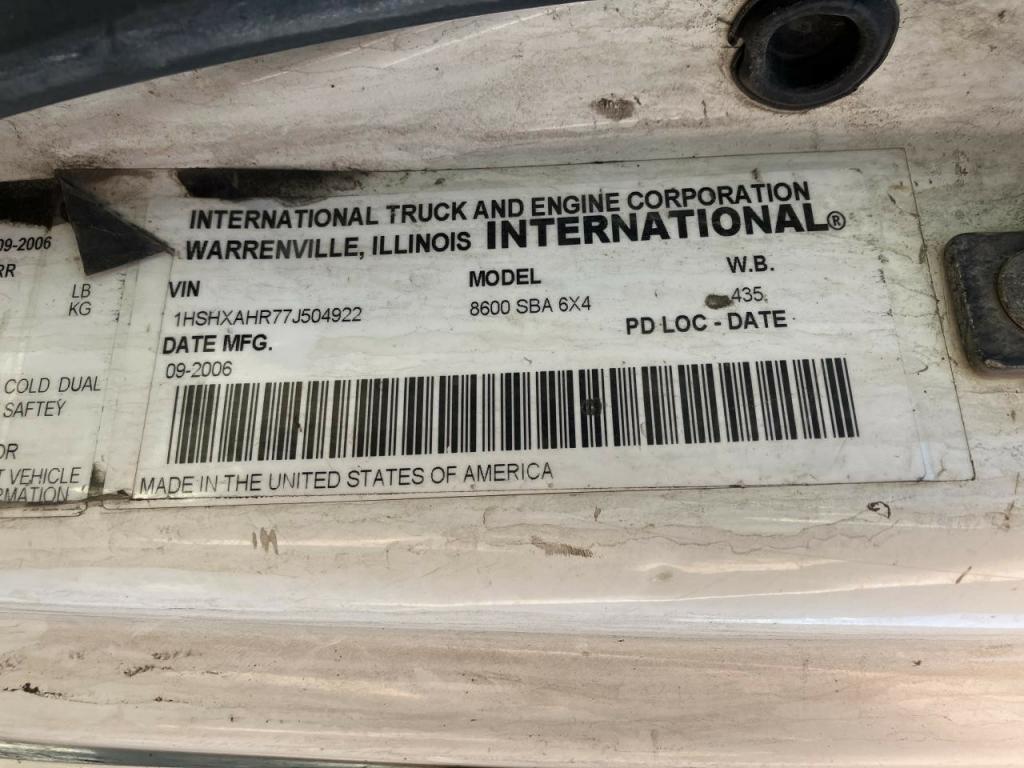 09-2006
RR
LB
KG
COLD DUAL
SAFTEY
OR
VEHICLE
INTERNATIONAL TRUCK AND ENGINE CORPORATION
WARRENVILLE, ILLINOIS INTERNATIONAL®
VIN MODEL W.B.
1HSHXAHR77J504922 8600 SBA 6X4 435.
DATE MFG. PD LOC - DATE
09-2006
MADE IN THE UNITED STATES OF AMERICA